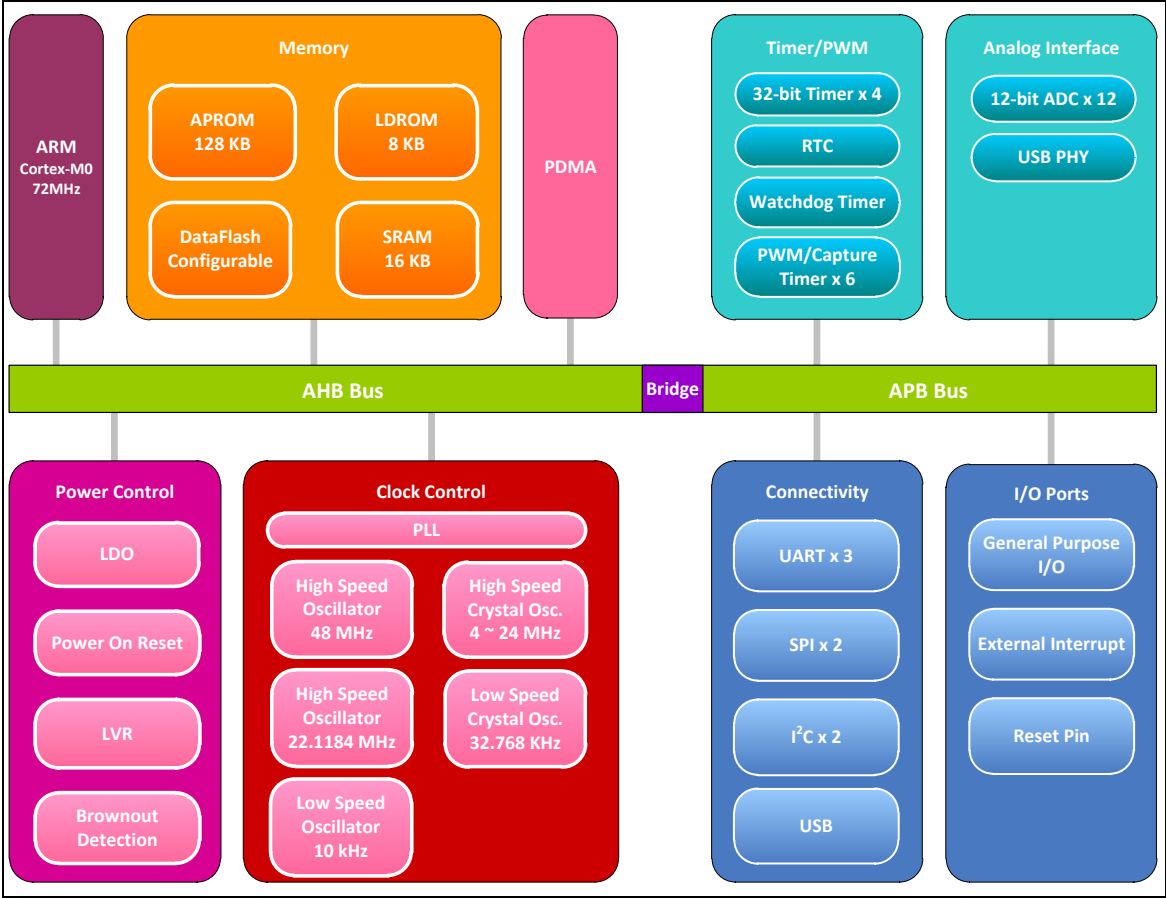 ARM
Cortex-M0
72MHz
Memory
APROM
128 KB
LDROM
8 KB
DataFlash
Configurable
SRAM
16 KB
PDMA
Timer/PWM
32-bit Timer x 4
RTC
Watchdog Timer
PWM/Capture
Timer x 6
Analog Interface
12-bit ADC x 12
USB PHY
AHB Bus
Bridge
APB Bus
Power Control
LDO
Power On Reset
LVR
Brownout
Detection
Clock Control
PLL
High Speed
Oscillator
48 MHz
High Speed
Crystal Osc.
4 ~ 24 MHz
High Speed
Oscillator
22.1184 MHz
Low Speed
Crystal Osc.
32.768 KHz
Low Speed
Oscillator
10 kHz
Connectivity
UART x 3
SPI x 2
I²C x 2
USB
I/O Ports
General Purpose
I/O
External Interrupt
Reset Pin